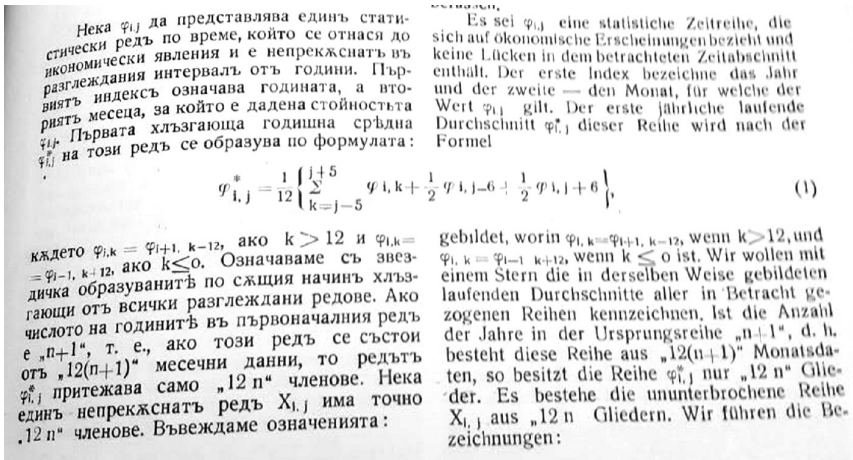 Нека φi,j да представлява единъ стати-
стически редъ по време, който се отнася до
икономически явления и е непрекѫснатъ въ
разглеждания интервалъ отъ години. Пър-
виятъ индексъ означава годината, а вто-
риятъ месеца, за който е дадена стойностьта
φi,j. Първата хлъзгающа годишна срѣдна
φ*i,j на този редъ се образува по формулата:
Es sei φi,j eine statistiche Zeitreihe, die
sich auf ökonomische Erscheinungen bezieht und
keine Lücken in dem betrachteten Zeitabschnitt
enthält. Der erste Index bezeichne das Jahr
und der zweite — den Monat, für welche der
Wert φi,j gilt. Der erste jährliche laufende
Durchschnitt φ*i,j dieser Reihe wird nach der
Formel
φ*i, j = 1/12 { j+5 Σ k=j—5 φ i, k + 1/2 φ i, j–6 + 1/2 φ i, j + 6 }, (1)
кѫдето φi,k = φi+1, k–12, ако k > 12 и φi,k=
=φi–1, k+12, ако k≤o. Означаваме съ звез-
дичка образуванитѣ по сѫщия начинъ хлъз-
гающи отъ всички разглеждани редове. Ако
числото на годинитѣ въ първоначалния редъ
е „n+1“, т. е., ако този редъ се състои
отъ „12(n+1)“ месечни данни, то редътъ
φ*i,j притежава само „12 n“ членове. Нека
единъ непрекѫснатъ редъ Xi,j има точно
„12 n“ членове. Въвеждаме означенията:
gebildet, worin φi, k=φi+1, k–12, wenn k>12, und
φi, k = φi–1 k+12, wenn k ≤ o ist. Wir wollen mit
einem Stern die in derselben Weise gebildeten
laufenden Durchschnitte aller in Betracht ge-
zogenen Reihen kennzeichnen. Ist die Anzahl
der Jahre in der Ursprungsreihe „n+1“, d. h.
besteht diese Reihe aus „12(n+1)“ Monatsda-
ten, so besitzt die Reihe φ*i,j nur „12 n“ Glie-
der. Es bestehe die ununterbrochene Reihe
Xi, j aus „12 n Gliedern. Wir führen die Be-
zeichnungen: